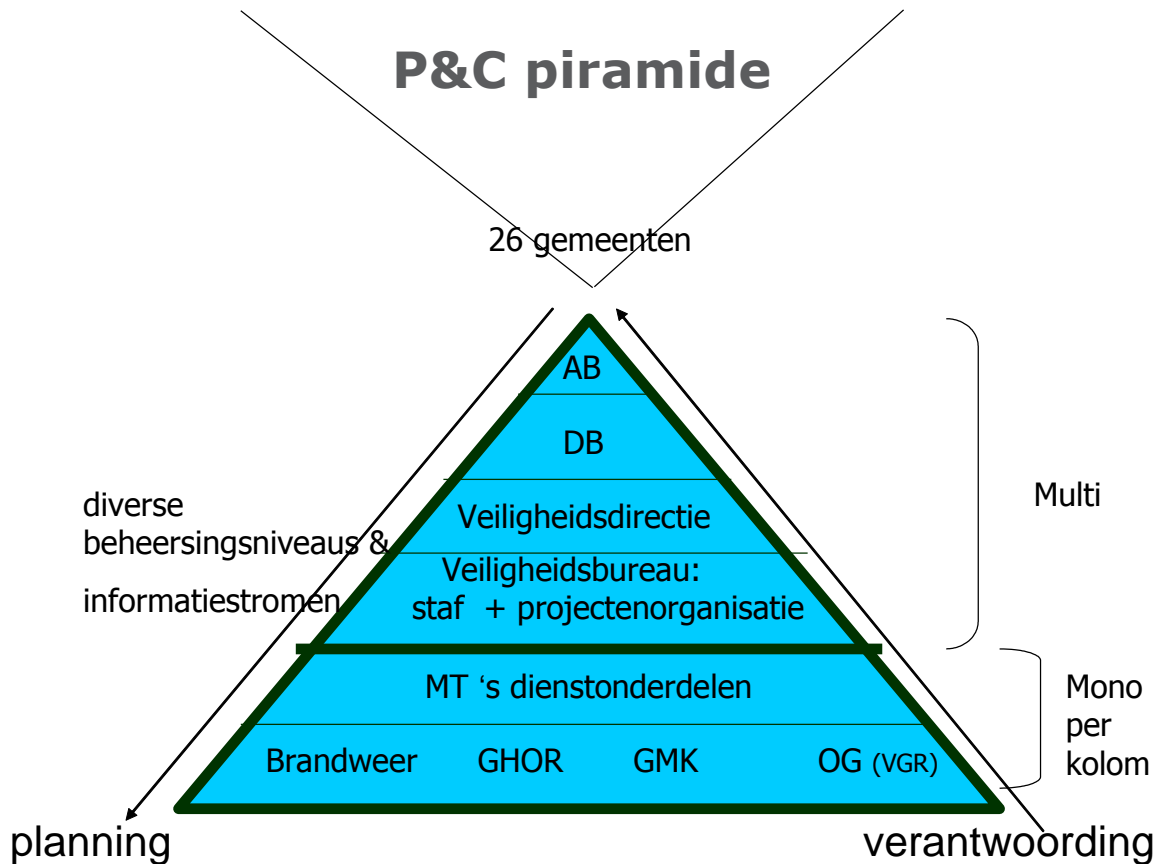 P&C piramide
26 gemeenten
AB
DB
Veiligheidsdirectie
Veiligheidsbureau:
staf + projectenorganisatie
MT ‘s dienstonderdelen
Brandweer GHOR GMK OG (VGR)
diverse
beheersingsniveaus &
informatiestromen
Multi
Mono
per
kolom
planning
verantwoording